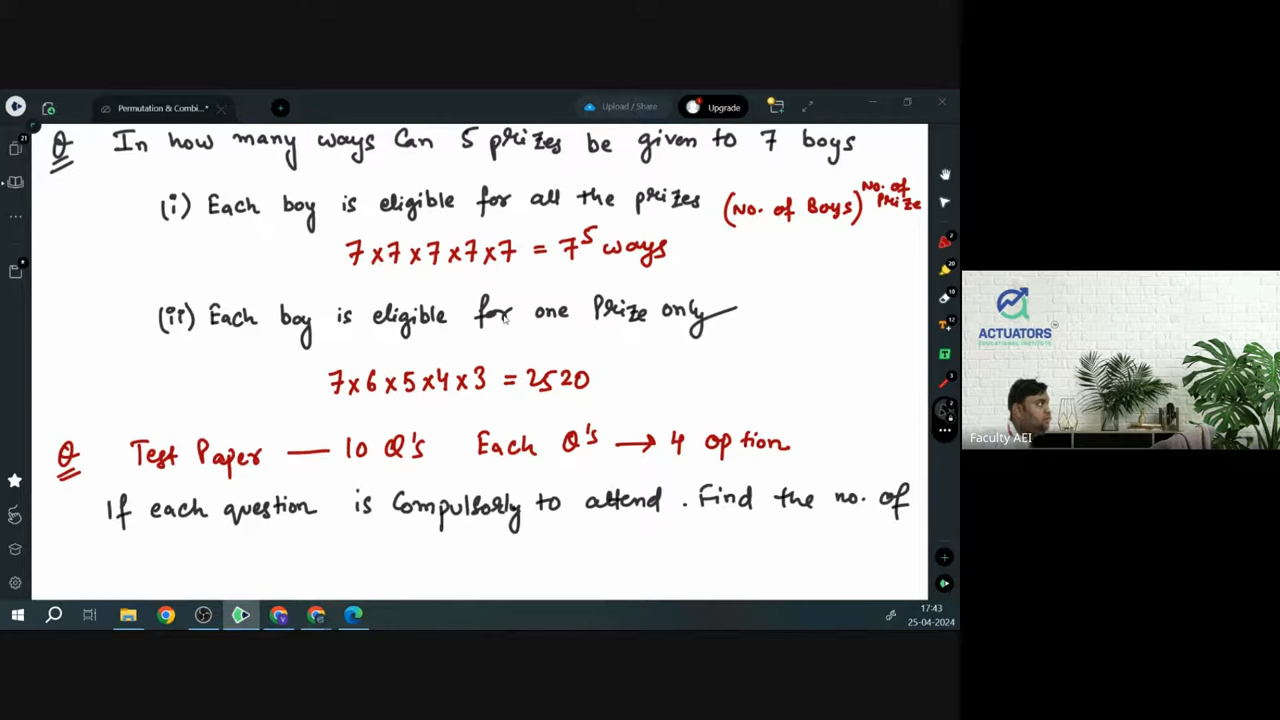 Permutation & Combi...*
Upload / Share
Upgrade
21
Q In how many ways Can 5 prizes be given to 7 boys
(i) Each boy is eligible for all the prizes (No. of Boys)^No. of Prize
7×7×7×7×7 = 7^5 ways
(ii) Each boy is eligible for one Prize only
7×6×5×4×3 = 2520
Q Test Paper — 10 Q's Each Q's → 4 option
If each question is Compulsorly to attend. Find the no. of
ACTUATORS
EDUCATIONAL INSTITUTE
Faculty AEI
17:43
25-04-2024